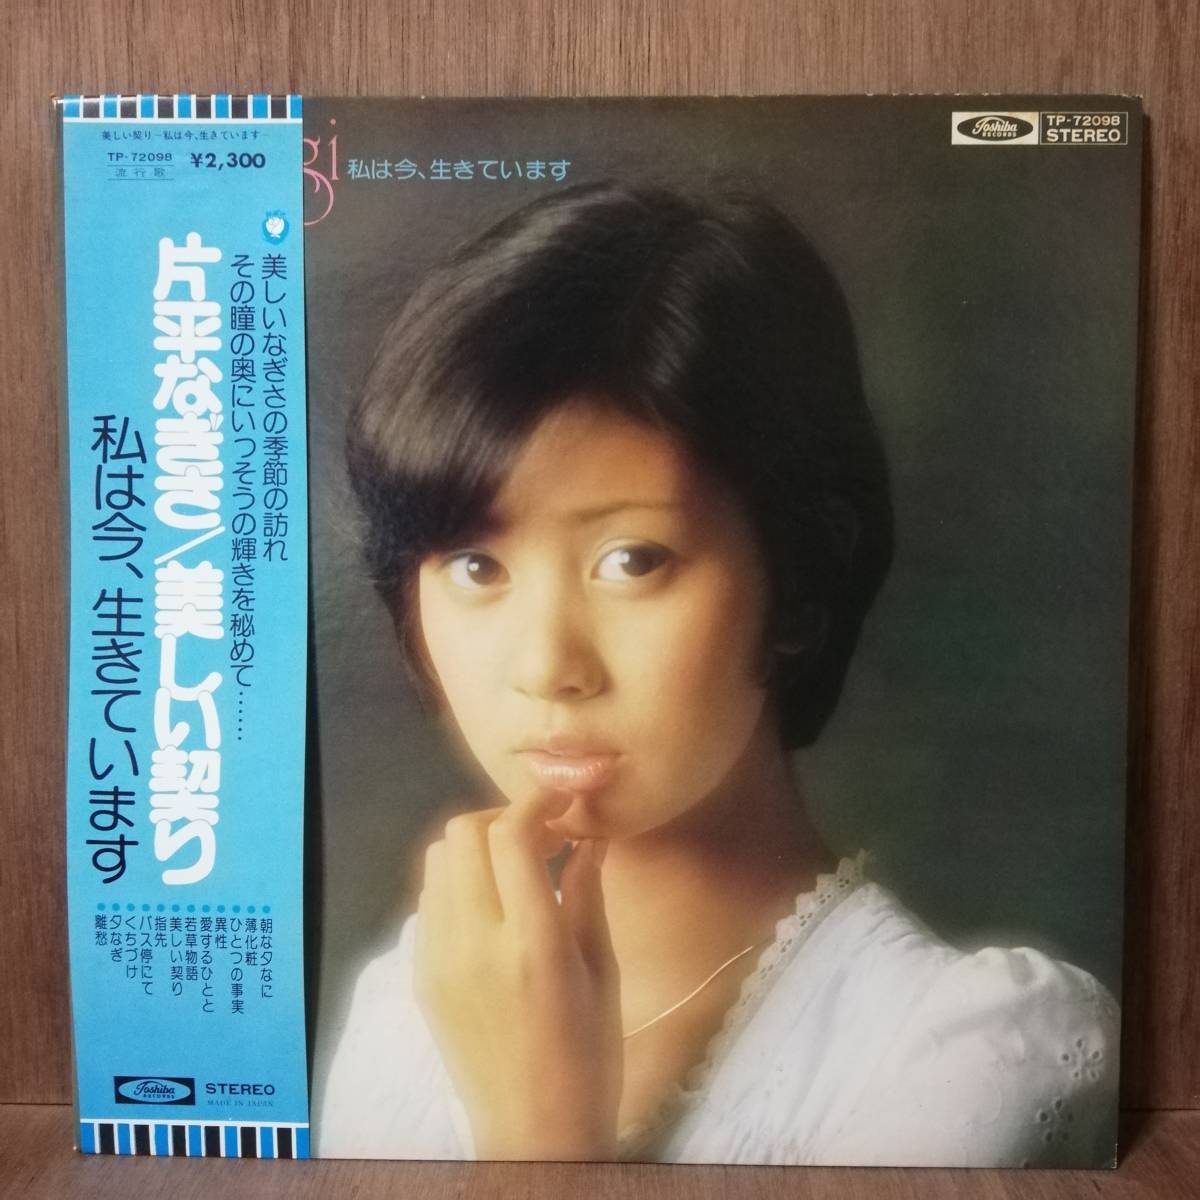 美しい契り－私は今、生きています－
TP-72098
¥2,300
流行歌
美しいなぎさの季節の訪れ
その瞳の奥にいっそうの輝きを秘めて……
片平なぎさ／美しい契り
私は今、生きています
朝な夕なに
薄化粧
ひとつの事実
異性
愛するひとと
若草物語
美しい契り
指先
バス停にて
くちづけ
夕なぎ
離愁
Toshiba
RECORDS
STEREO
MADE IN JAPAN
gi
私は今、生きています
Toshiba
RECORDS
TP-72098
STEREO